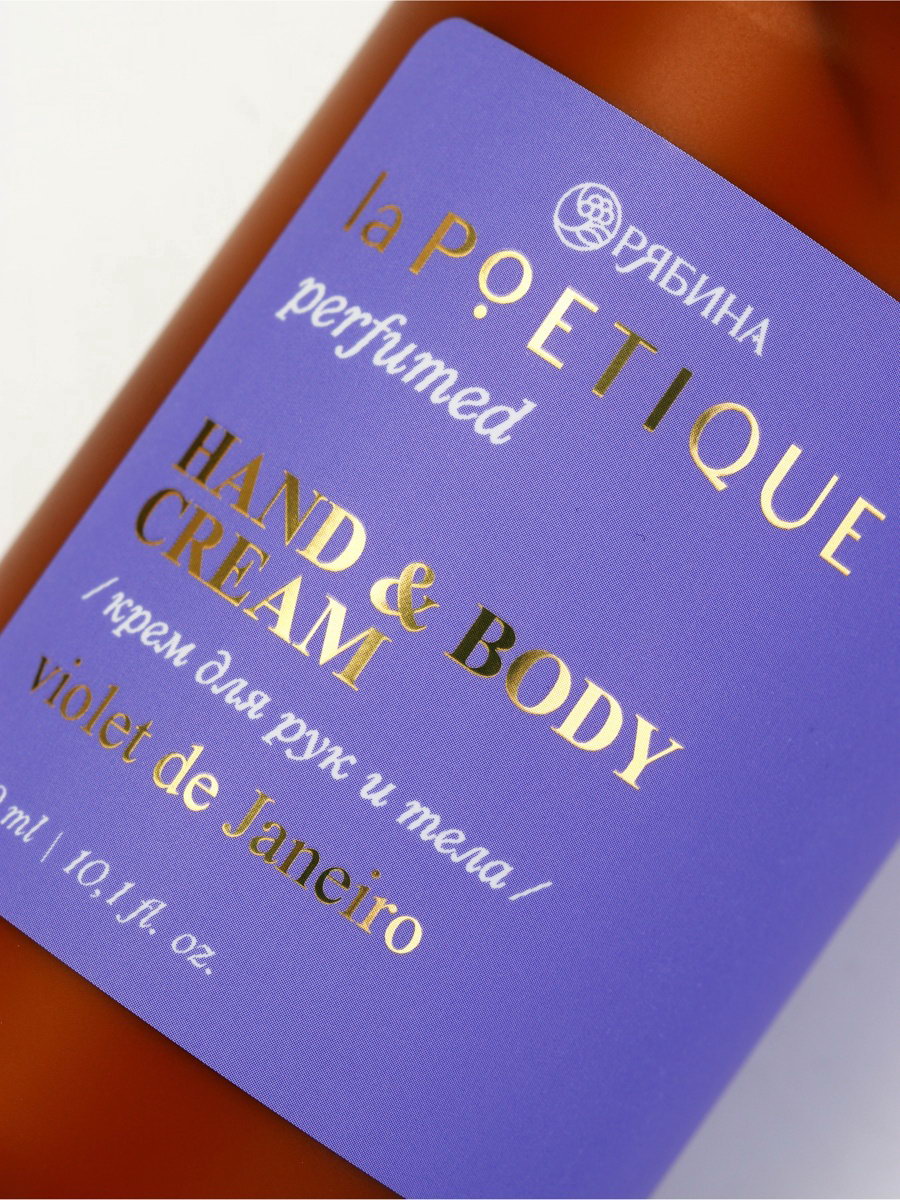 РЯБИНА
la POETIQUE
perfumed
HAND & BODY
CREAM
/ крем для рук и тела /
violet de Janeiro
ml | 10,1 fl. oz.